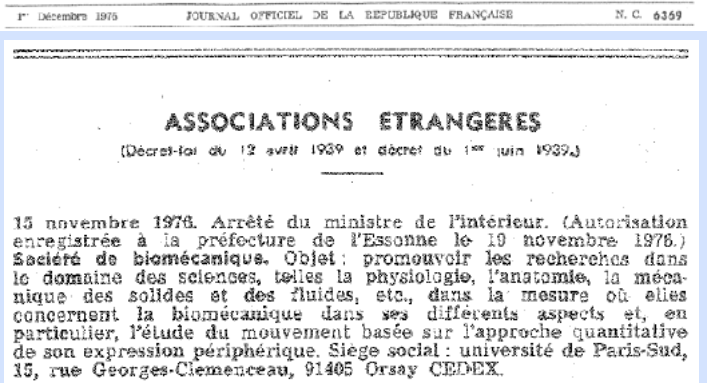 1er Décembre 1976 JOURNAL OFFICIEL DE LA REPUBLIQUE FRANÇAISE N. C. 6359
ASSOCIATIONS ETRANGERES
(Décret-loi du 12 avril 1939 et décret du 1er juin 1939.)
15 novembre 1976. Arrêté du ministre de l'intérieur. (Autorisation
enregistrée à la préfecture de l'Essonne le 19 novembre 1976.)
Société de biomécanique. Objet : promouvoir les recherches dans
le domaine des sciences, telles la physiologie, l'anatomie, la méca-
nique des solides et des fluides, etc., dans la mesure où elles
concernent la biomécanique dans ses différents aspects et, en
particulier, l'étude du mouvement basée sur l'approche quantitative
de son expression périphérique. Siège social : université de Paris-Sud,
15, rue Georges-Clemenceau, 91405 Orsay CEDEX.